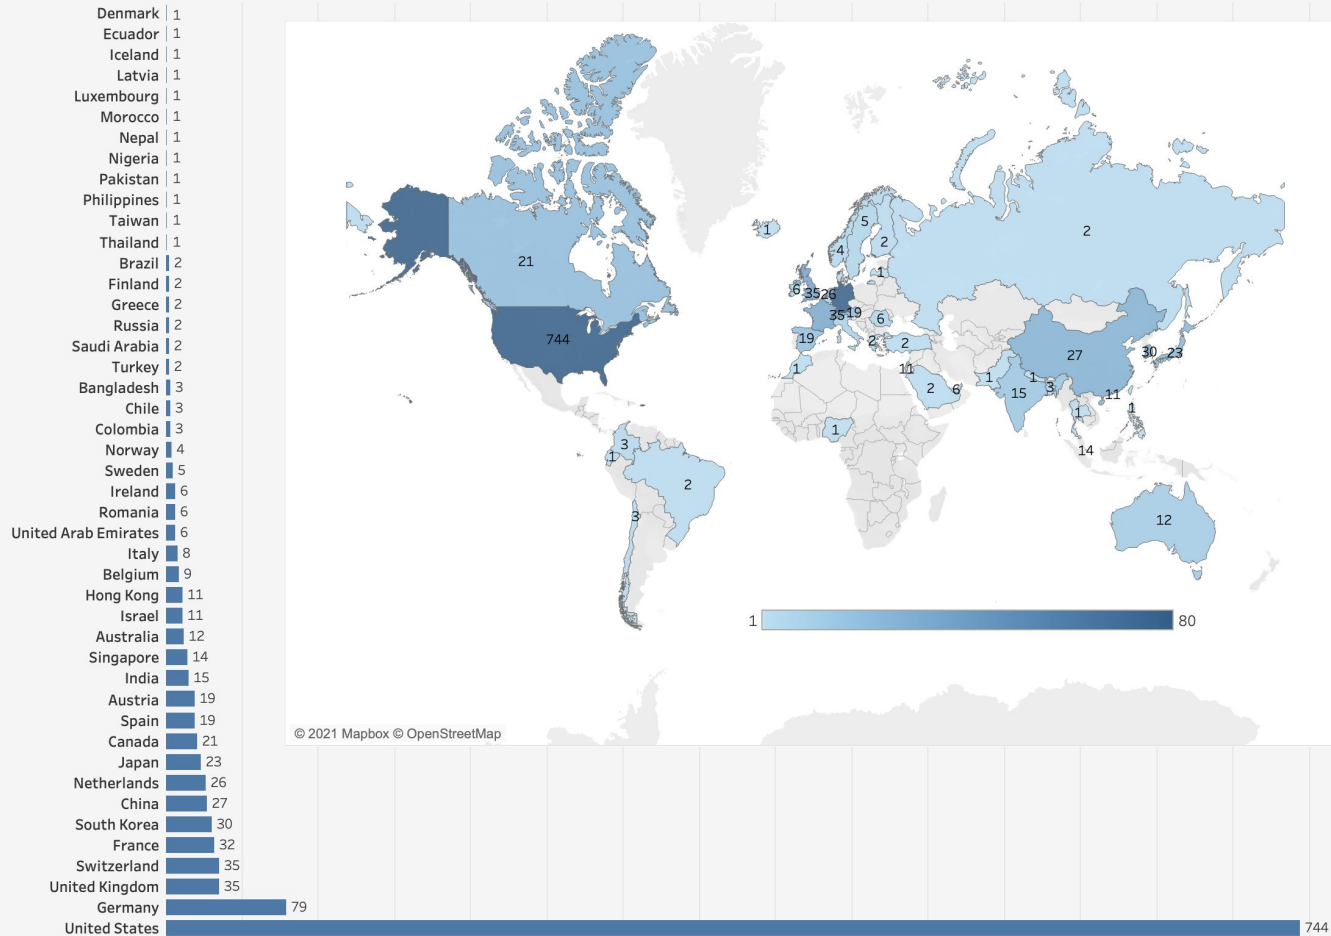 Denmark 1
Ecuador 1
Iceland 1
Latvia 1
Luxembourg 1
Morocco 1
Nepal 1
Nigeria 1
Pakistan 1
Philippines 1
Taiwan 1
Thailand 1
Brazil 2
Finland 2
Greece 2
Russia 2
Saudi Arabia 2
Turkey 2
Bangladesh 3
Chile 3
Colombia 3
Norway 4
Sweden 5
Ireland 6
Romania 6
United Arab Emirates 6
Italy 8
Belgium 9
Hong Kong 11
Israel 11
Australia 12
Singapore 14
India 15
Austria 19
Spain 19
Canada 21
Japan 23
Netherlands 26
China 27
South Korea 30
France 32
Switzerland 35
United Kingdom 35
Germany 79
United States 744
1
5
2
2
4
21
1
6
35
26
35
19
6
744
19
2
2
30
23
27
1
11
1
1
2
6
15
3
11
1
1
1
3
1
14
2
3
12
1 80
© 2021 Mapbox © OpenStreetMap